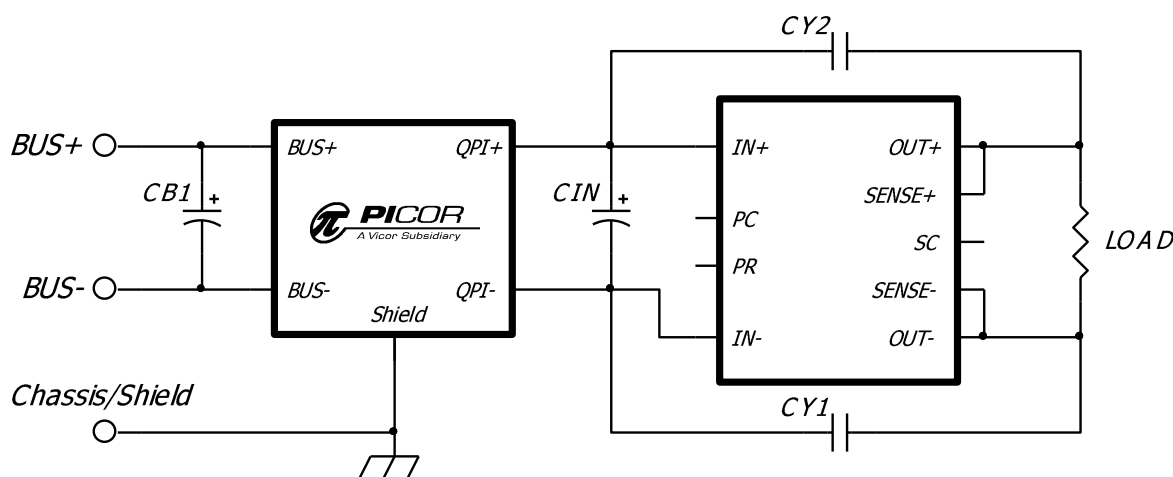 CY2
BUS+
BUS+
QPI+
IN+
OUT+
CB1
+
CIN
+
SENSE+
PICOR
A Vicor Subsidiary
PC
SC
LOAD
PR
BUS-
BUS-
QPI-
SENSE-
Shield
IN-
OUT-
Chassis/Shield
CY1